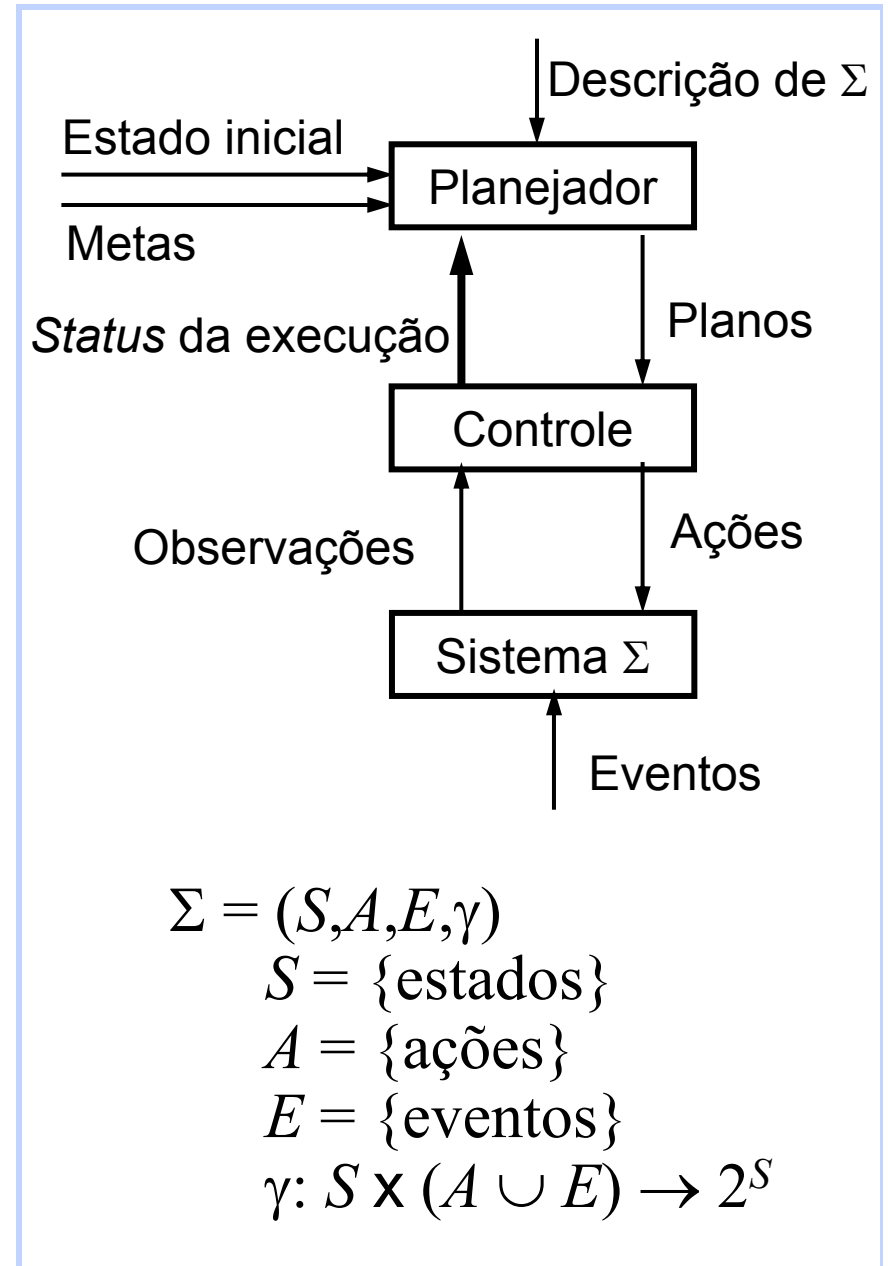 Descrição de Σ
Estado inicial
Planejador
Metas
Status da execução
Planos
Controle
Observações
Ações
Sistema Σ
Eventos
Σ = (S,A,E,γ)
S = {estados}
A = {ações}
E = {eventos}
γ: S x (A ∪ E) → 2^S